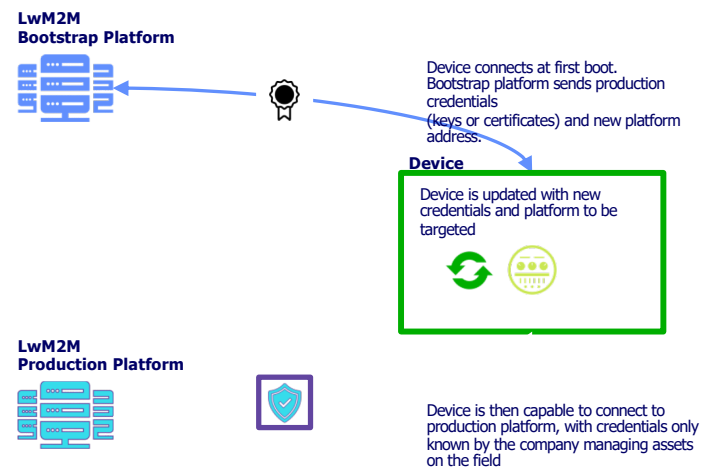 LwM2M
Bootstrap Platform
Device connects at first boot.
Bootstrap platform sends production
credentials
(keys or certificates) and new platform
address.
Device
Device is updated with new
credentials and platform to be
targeted
LwM2M
Production Platform
Device is then capable to connect to
production platform, with credentials only
known by the company managing assets
on the field